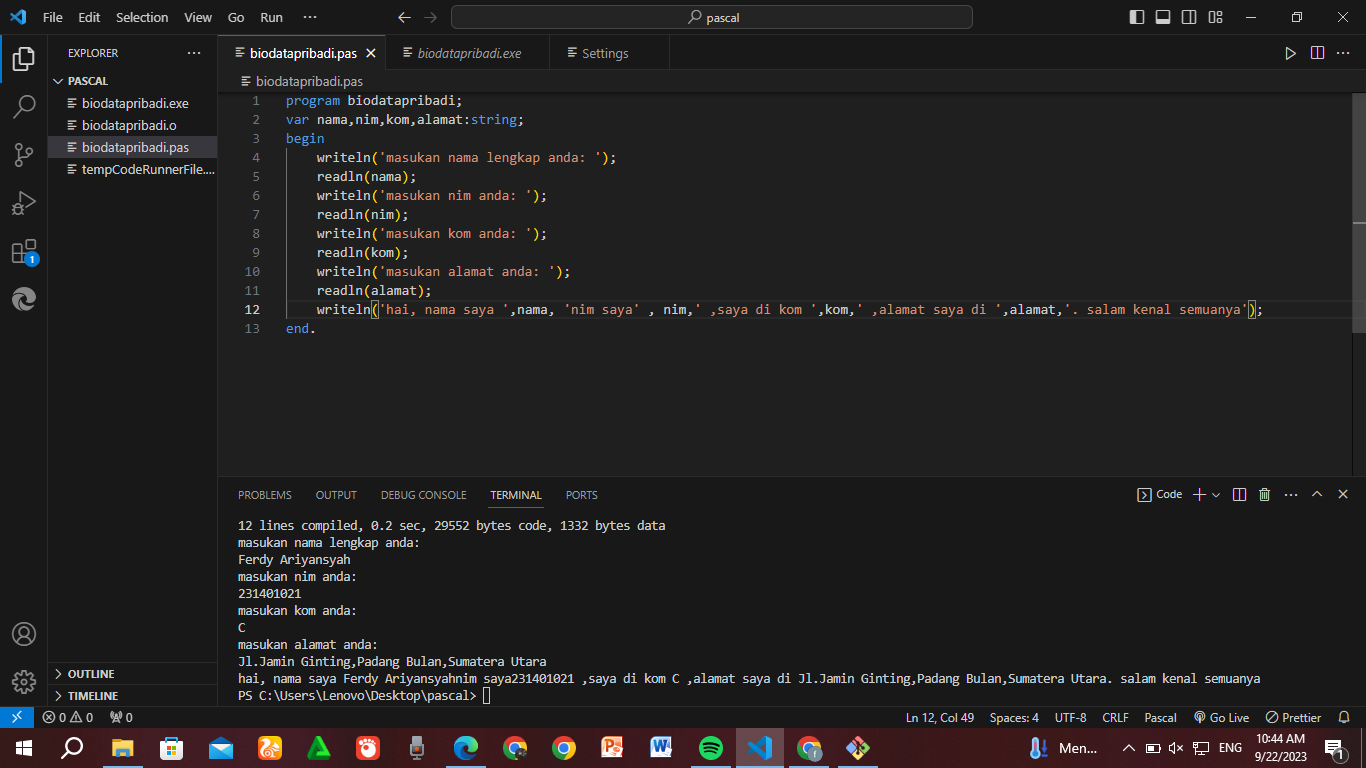 File Edit Selection View Go Run ··· pascal
EXPLORER ···
PASCAL
biodatapribadi.exe
biodatapribadi.o
biodatapribadi.pas
tempCodeRunnerFile....
OUTLINE
TIMELINE
1
biodatapribadi.pas biodatapribadi.exe Settings
biodatapribadi.pas
1 program biodatapribadi;
2 var nama,nim,kom,alamat:string;
3 begin
4 writeln('masukan nama lengkap anda: ');
5 readln(nama);
6 writeln('masukan nim anda: ');
7 readln(nim);
8 writeln('masukan kom anda: ');
9 readln(kom);
10 writeln('masukan alamat anda: ');
11 readln(alamat);
12 writeln('hai, nama saya ',nama, 'nim saya' , nim,' ,saya di kom ',kom,' ,alamat saya di ',alamat,'. salam kenal semuanya');
13 end.
PROBLEMS OUTPUT DEBUG CONSOLE TERMINAL PORTS Code
12 lines compiled, 0.2 sec, 29552 bytes code, 1332 bytes data
masukan nama lengkap anda:
Ferdy Ariyansyah
masukan nim anda:
231401021
masukan kom anda:
C
masukan alamat anda:
Jl.Jamin Ginting,Padang Bulan,Sumatera Utara
hai, nama saya Ferdy Ariyansyahnim saya231401021 ,saya di kom C ,alamat saya di Jl.Jamin Ginting,Padang Bulan,Sumatera Utara. salam kenal semuanya
PS C:\Users\Lenovo\Desktop\pascal>
0 0 0 Ln 12, Col 49 Spaces: 4 UTF-8 CRLF Pascal Go Live Prettier
Men... ENG 10:44 AM
9/22/2023 1